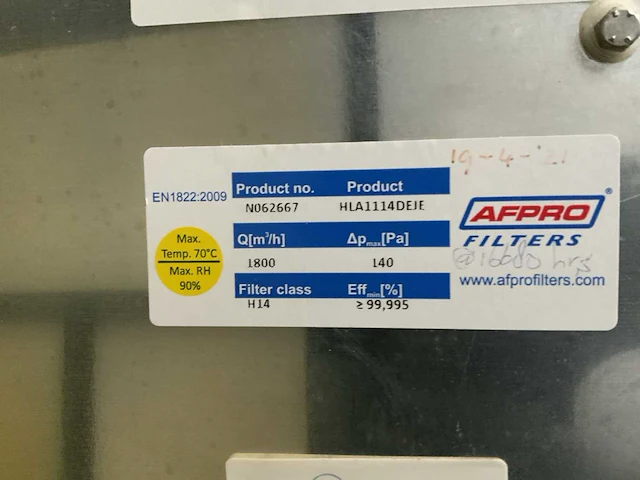 19-4-'21
EN1822:2009
Product no. Product
N062667 HLA1114DEJE
AFPRO®
FILTERS
Q[m³/h] Δpmax[Pa]
1800 140
Max.
Temp. 70°C
Max. RH
90%
www.afprofilters.com
Filter class Effmin[%]
H14 ≥ 99,995
hrs